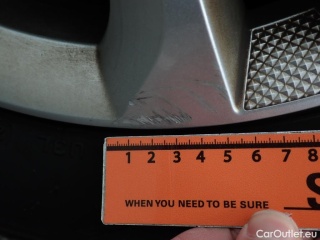 1 2 3 4 5 6 7 8
WHEN YOU NEED TO BE SURE S
CarOutlet.eu